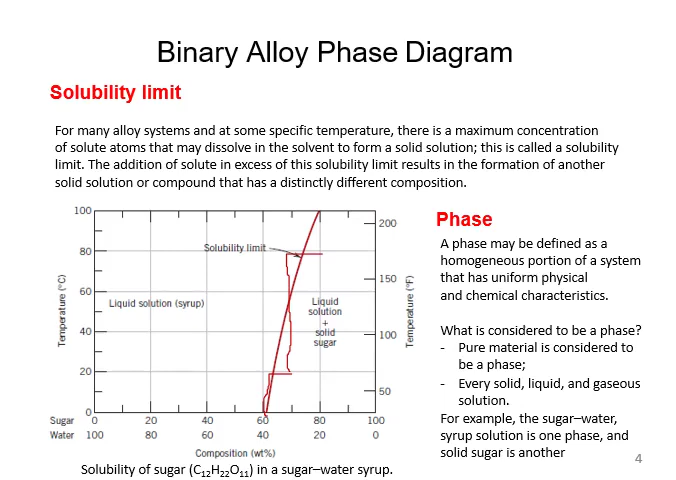 Binary Alloy Phase Diagram
Solubility limit
For many alloy systems and at some specific temperature, there is a maximum concentration
of solute atoms that may dissolve in the solvent to form a solid solution; this is called a solubility
limit. The addition of solute in excess of this solubility limit results in the formation of another
solid solution or compound that has a distinctly different composition.
100
80
60
40
20
0
Temperature (°C)
Solubility limit
Liquid solution (syrup)
Liquid
solution
+
solid
sugar
200
150
100
50
Temperature (°F)
Sugar 0 20 40 60 80 100
Water 100 80 60 40 20 0
Composition (wt%)
Solubility of sugar (C₁₂H₂₂O₁₁) in a sugar–water syrup.
Phase
A phase may be defined as a
homogeneous portion of a system
that has uniform physical
and chemical characteristics.
What is considered to be a phase?
- Pure material is considered to
be a phase;
- Every solid, liquid, and gaseous
solution.
For example, the sugar–water,
syrup solution is one phase, and
solid sugar is another
4